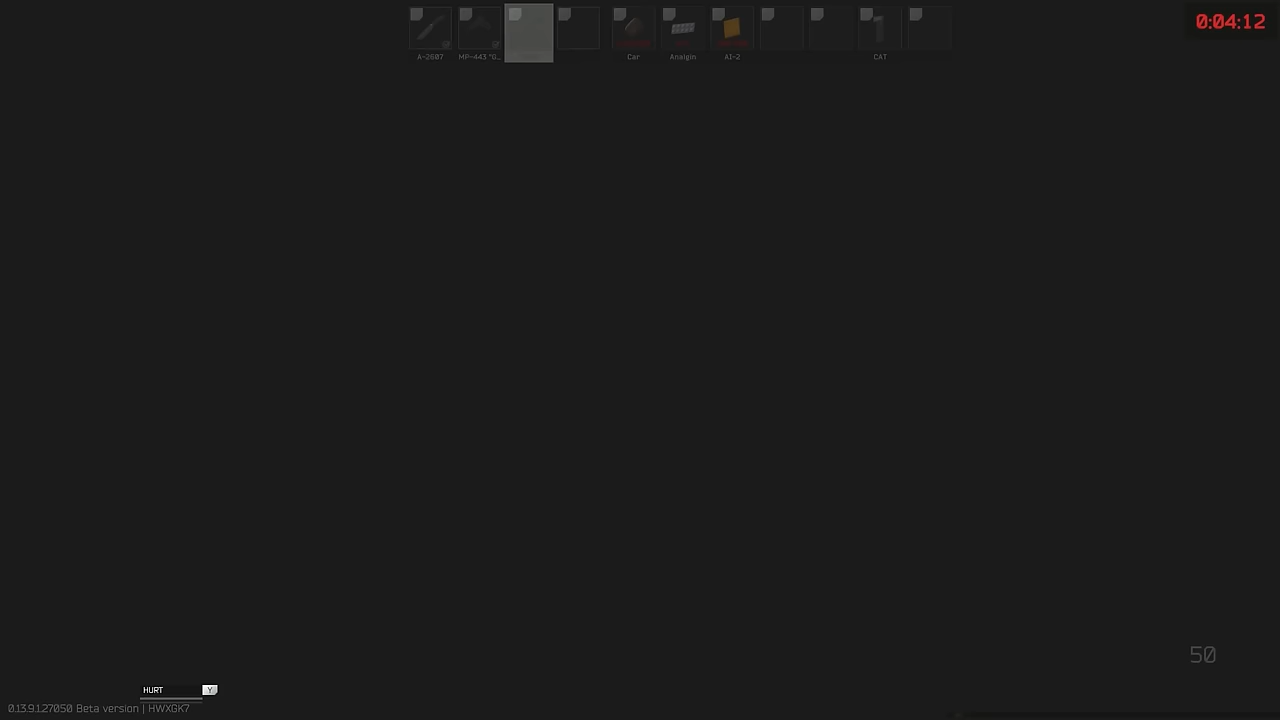 0:04:12
A-2607
MP-443 "G...
Car
Analgin
AI-2
CAT
50
HURT
Y
0.13.9.1.27050 Beta version | HWXGK7